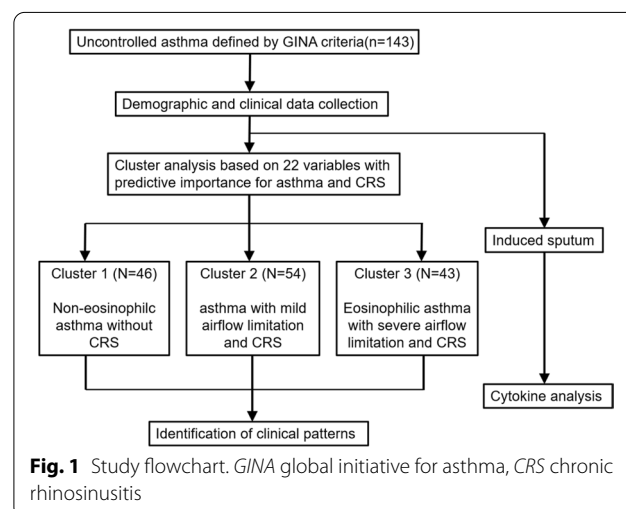 Uncontrolled asthma defined by GINA criteria(n=143)
Demographic and clinical data collection
Cluster analysis based on 22 variables with
predictive importance for asthma and CRS
Induced sputum
Cluster 1 (N=46)
Non-eosinophilc
asthma without
CRS
Cluster 2 (N=54)
asthma with mild
airflow limitation
and CRS
Cluster 3 (N=43)
Eosinophilic asthma
with severe airflow
limitation and CRS
Cytokine analysis
Identification of clinical patterns
Fig. 1 Study flowchart. GINA global initiative for asthma, CRS chronic
rhinosinusitis